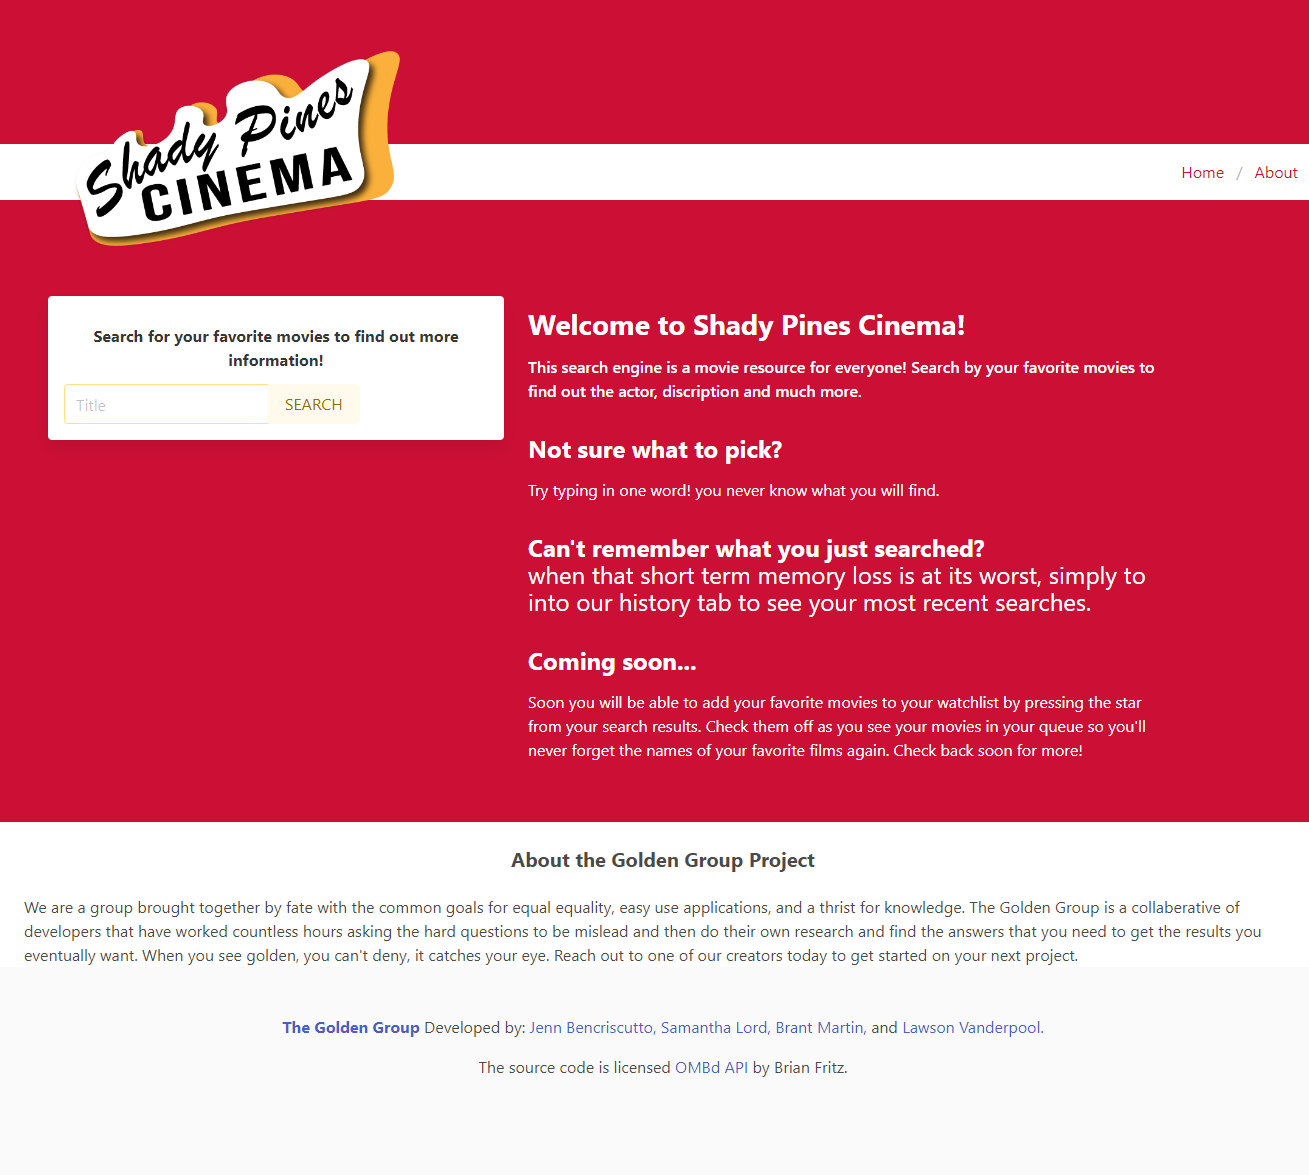 Shady Pines
CINEMA
Home / About
Search for your favorite movies to find out more
information!
Title
SEARCH
Welcome to Shady Pines Cinema!
This search engine is a movie resource for everyone! Search by your favorite movies to
find out the actor, discription and much more.
Not sure what to pick?
Try typing in one word! you never know what you will find.
Can't remember what you just searched?
when that short term memory loss is at its worst, simply to
into our history tab to see your most recent searches.
Coming soon...
Soon you will be able to add your favorite movies to your watchlist by pressing the star
from your search results. Check them off as you see your movies in your queue so you'll
never forget the names of your favorite films again. Check back soon for more!
About the Golden Group Project
We are a group brought together by fate with the common goals for equal equality, easy use applications, and a thrist for knowledge. The Golden Group is a collaberative of
developers that have worked countless hours asking the hard questions to be mislead and then do their own research and find the answers that you need to get the results you
eventually want. When you see golden, you can't deny, it catches your eye. Reach out to one of our creators today to get started on your next project.
The Golden Group Developed by: Jenn Bencriscutto, Samantha Lord, Brant Martin, and Lawson Vanderpool.
The source code is licensed OMBd API by Brian Fritz.